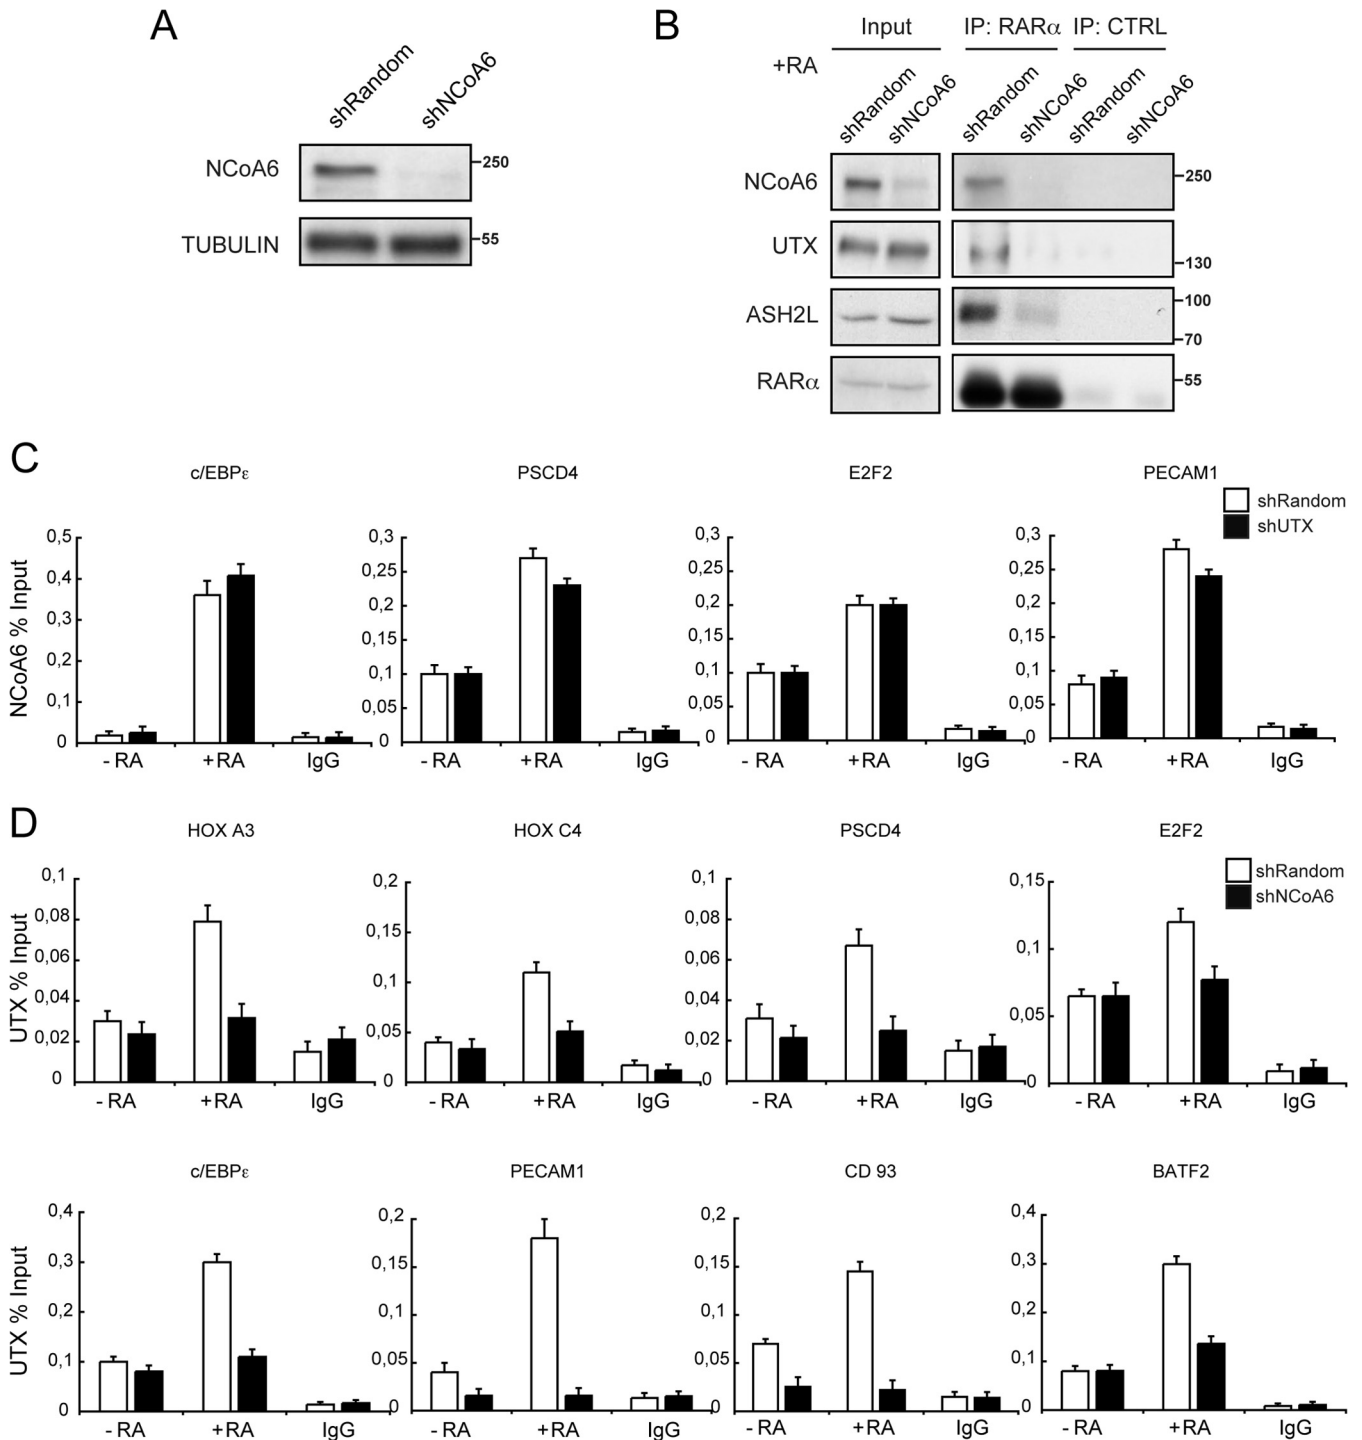 A
shRandom
shNCoA6
NCoA6
250
TUBULIN
55
B
Input
IP: RARα
IP: CTRL
+RA
shRandom
shNCoA6
shRandom
shNCoA6
shRandom
shNCoA6
NCoA6
250
UTX
130
ASH2L
100
70
RARα
55
C
c/EBPε
PSCD4
E2F2
PECAM1
shRandom
shUTX
NCoA6 % Input
0,5
0,4
0,3
0,2
0,1
0
- RA
+RA
IgG
0,3
0,25
0,2
0,15
0,1
0,05
0
- RA
+RA
IgG
0,3
0,25
0,2
0,15
0,1
0,05
0
- RA
+RA
IgG
0,3
0,25
0,2
0,15
0,1
0,05
0
- RA
+RA
IgG
D
HOX A3
HOX C4
PSCD4
E2F2
shRandom
shNCoA6
UTX % Input
0,1
0,08
0,06
0,04
0,02
0
- RA
+RA
IgG
0,2
0,15
0,1
0,05
0
- RA
+RA
IgG
0,1
0,08
0,06
0,04
0,02
0
- RA
+RA
IgG
0,15
0,1
0,05
0
- RA
+RA
IgG
c/EBPε
PECAM1
CD 93
BATF2
UTX % Input
0,4
0,3
0,2
0,1
0
- RA
+RA
IgG
0,2
0,15
0,1
0,05
0
- RA
+RA
IgG
0,2
0,15
0,1
0,05
0
- RA
+RA
IgG
0,4
0,3
0,2
0,1
0
- RA
+RA
IgG